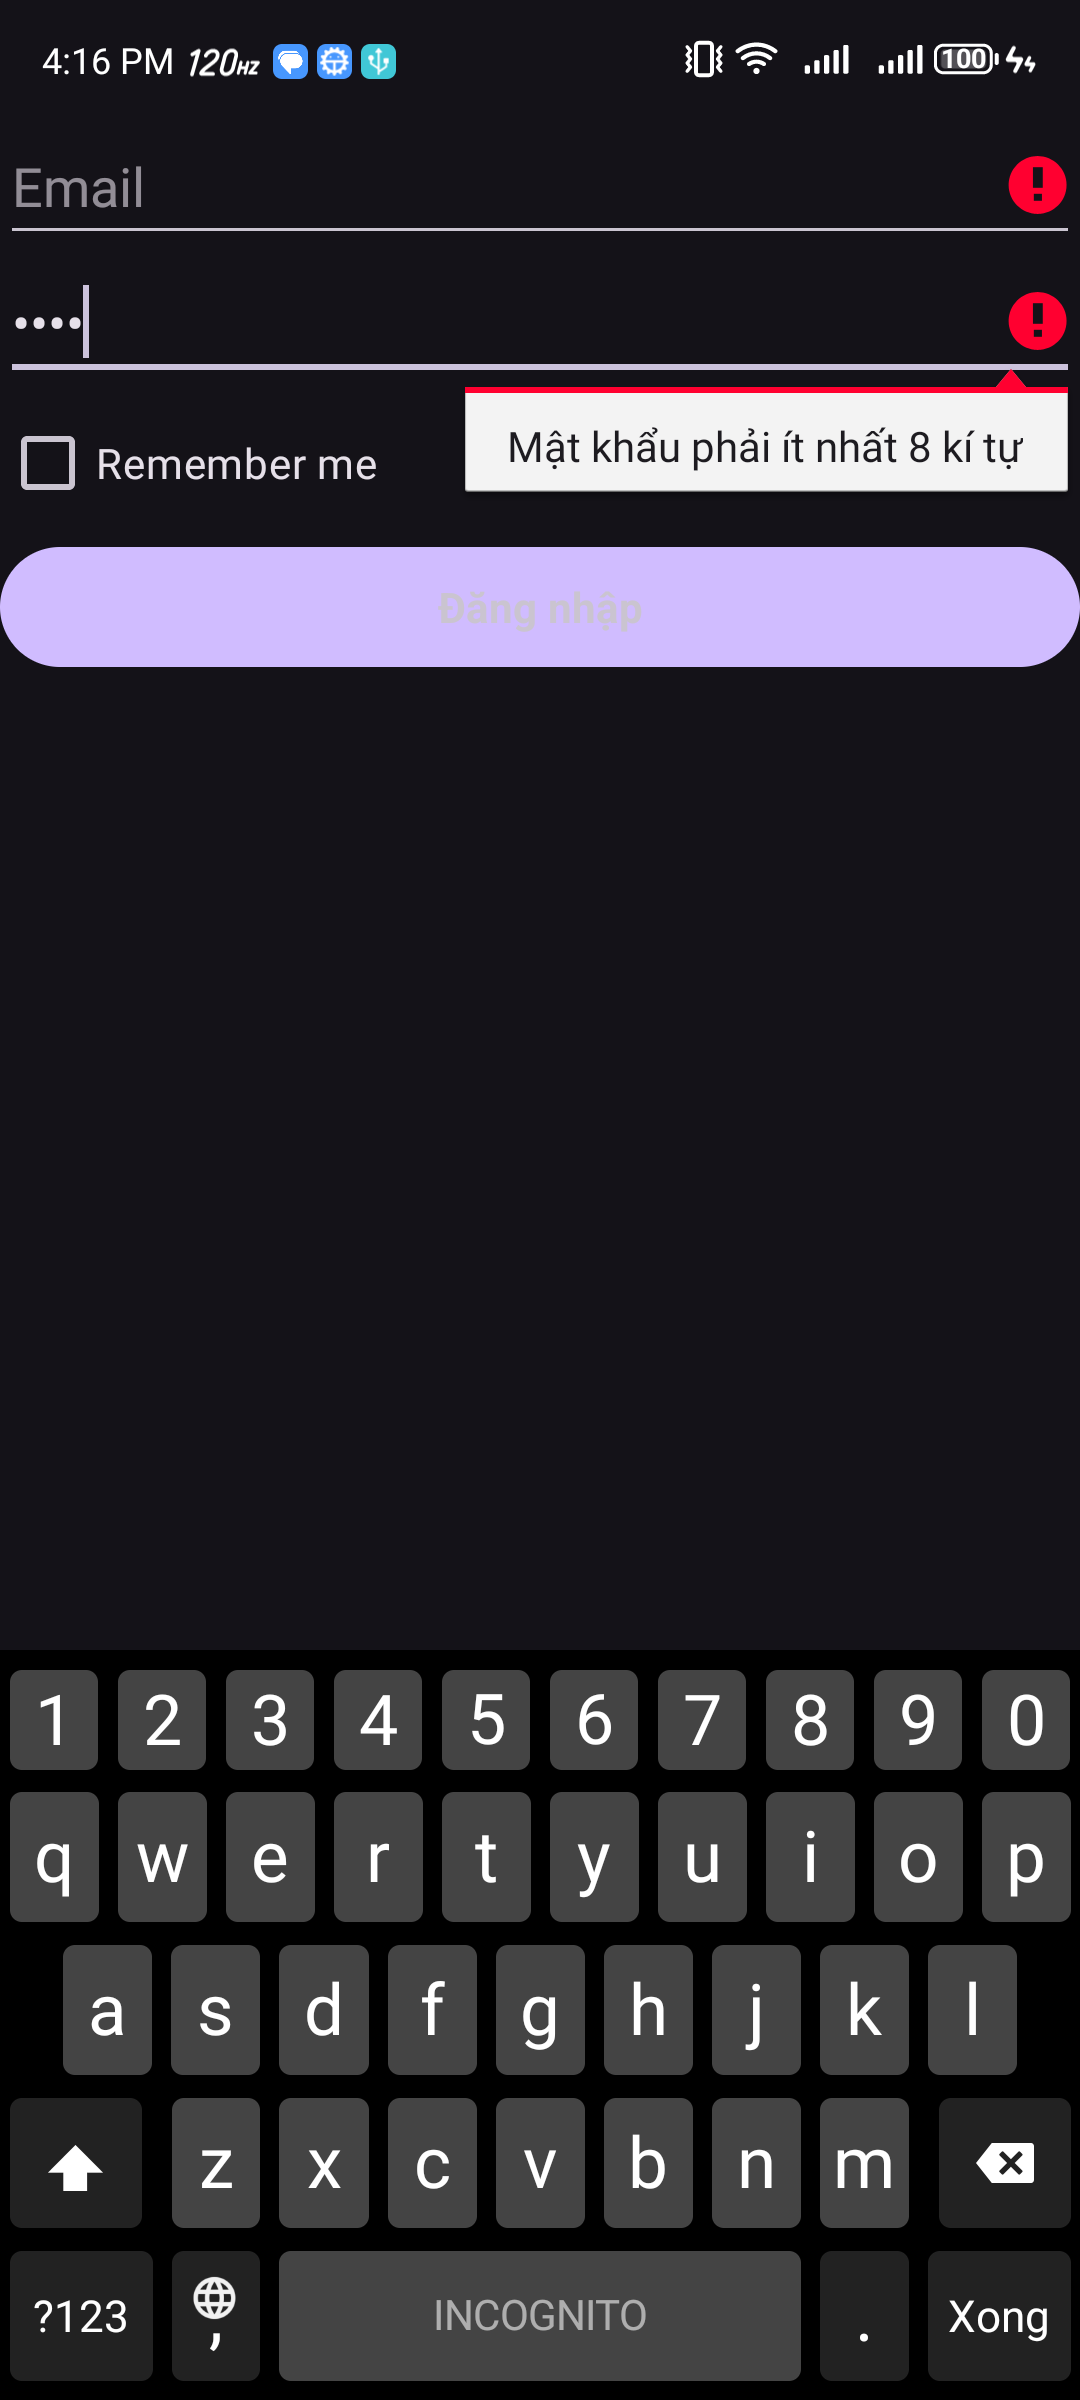 4:16 PM 120HZ 100
Email
••••
Mật khẩu phải ít nhất 8 kí tự
Remember me
Đăng nhập
1 2 3 4 5 6 7 8 9 0
q w e r t y u i o p
a s d f g h j k l
z x c v b n m
?123 , INCOGNITO . Xong